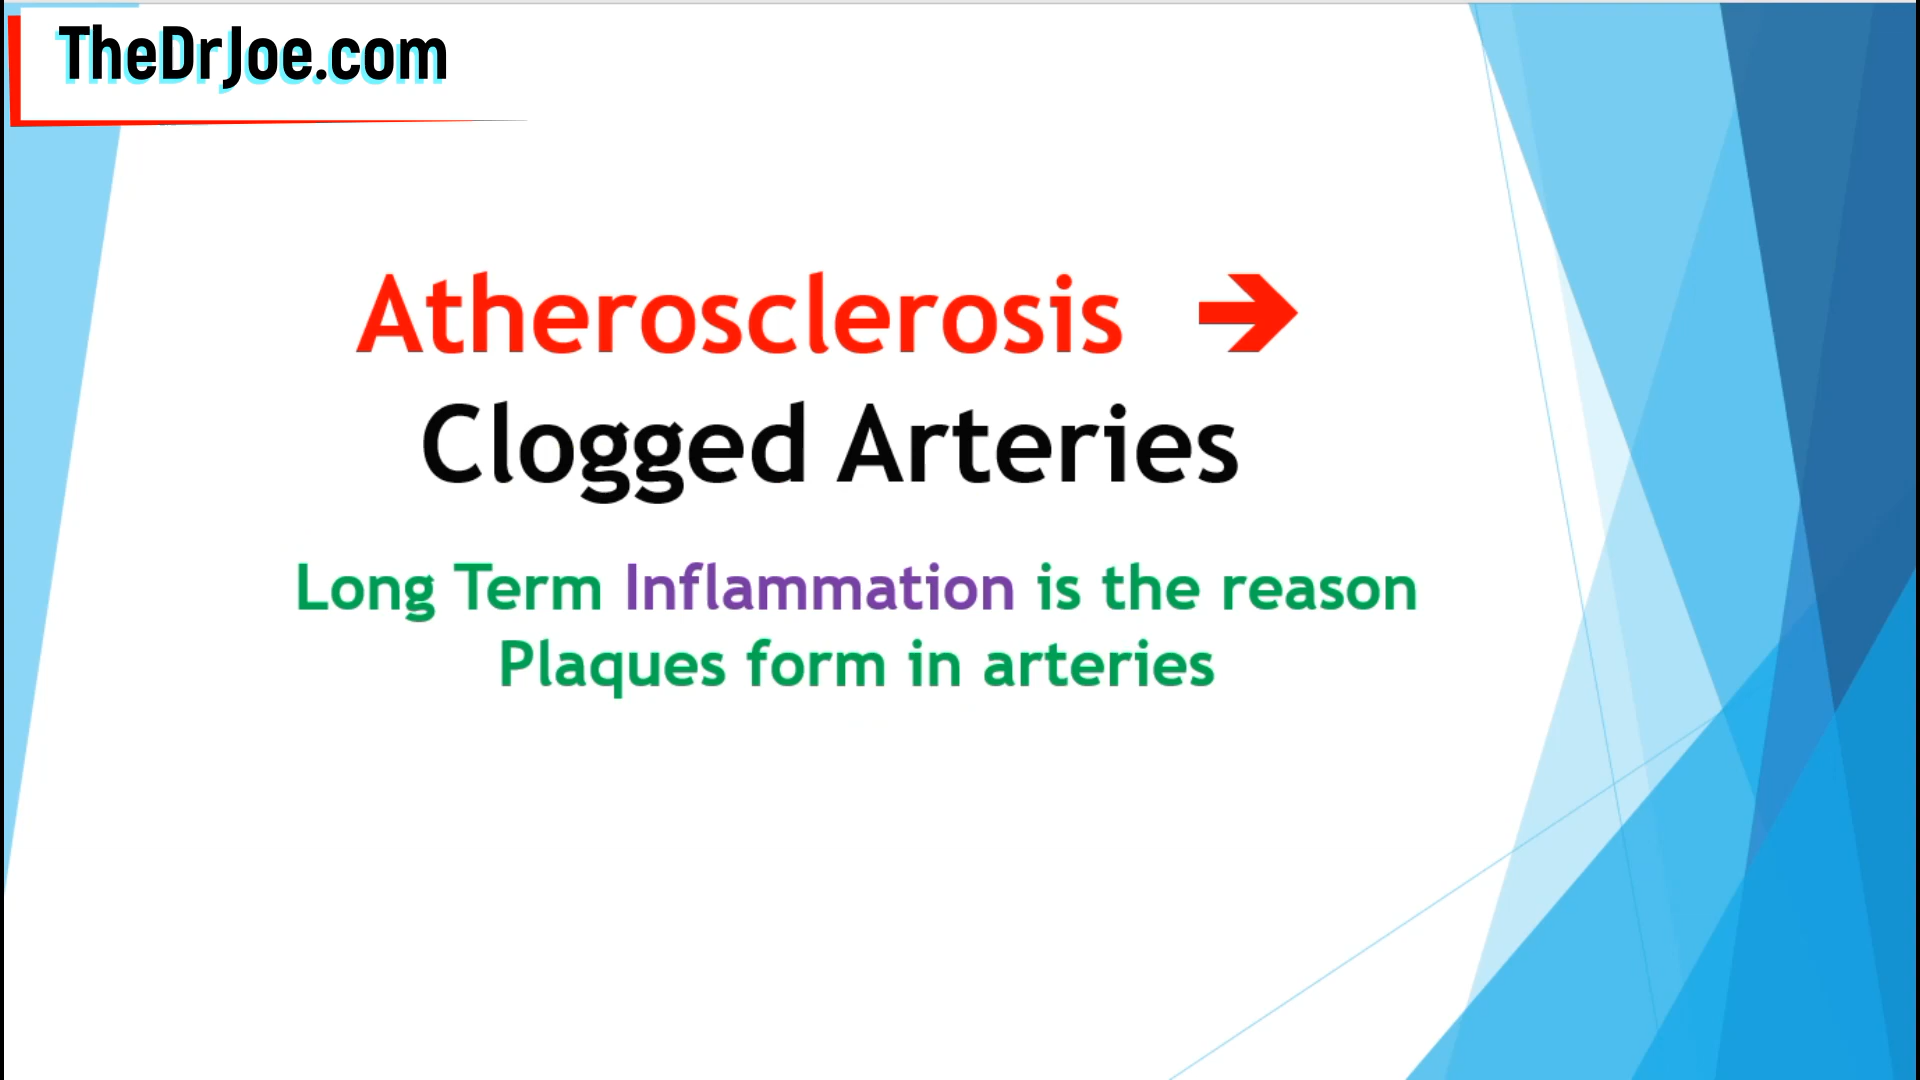 TheDrJoe.com
Atherosclerosis ➔
Clogged Arteries
Long Term Inflammation is the reason
Plaques form in arteries